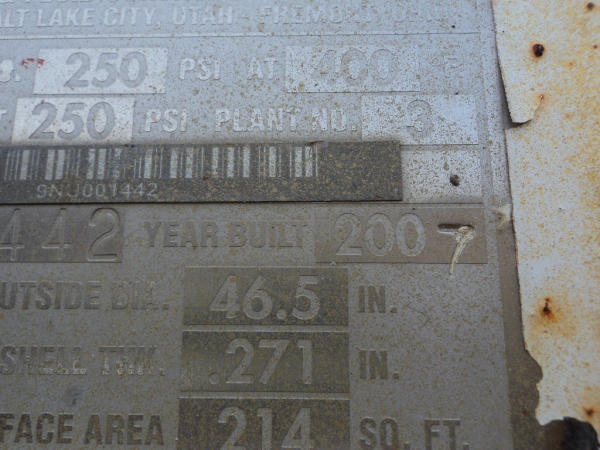 ALT LAKE CITY, UTAH - FREMONT,
250 PSI AT 400 F
250 PSI PLANT NO. 3
9NU001442
442 YEAR BUILT 2007
UTSIDE DIA. 46.5 IN.
SHELL THK. .271 IN.
FACE AREA 214 SQ. FT.